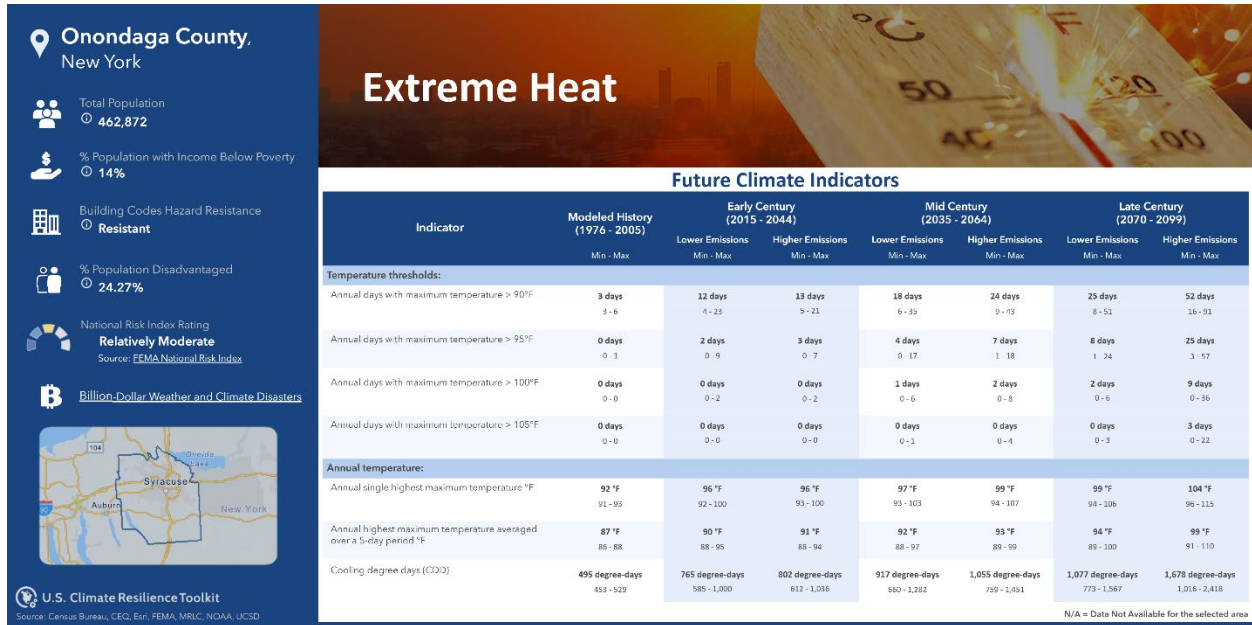 Onondaga County,
New York
Total Population
462,872
% Population with Income Below Poverty
14%
Building Codes Hazard Resistance
Resistant
% Population Disadvantaged
24.27%
National Risk Index Rating
Relatively Moderate
Source: FEMA National Risk Index
Billion-Dollar Weather and Climate Disasters
104
Oneida
Lake
Syracuse
Auburn
New York
90
U.S. Climate Resilience Toolkit
Source: Census Bureau, CEQ, Esri, FEMA, MRLC, NOAA, UCSD
Extreme Heat
°C F
50 120
40 100
Future Climate Indicators
Indicator
Modeled History
(1976 - 2005)
Early Century
(2015 - 2044)
Mid Century
(2035 - 2064)
Late Century
(2070 - 2099)
Lower Emissions Higher Emissions Lower Emissions Higher Emissions Lower Emissions Higher Emissions
Min - Max Min - Max Min - Max Min - Max Min - Max Min - Max Min - Max
Temperature thresholds:
Annual days with maximum temperature > 90°F 3 days 12 days 13 days 18 days 24 days 25 days 52 days
3 - 6 4 - 23 5 - 21 6 - 35 9 - 43 8 - 51 16 - 91
Annual days with maximum temperature > 95°F 0 days 2 days 3 days 4 days 7 days 8 days 25 days
0 - 1 0 - 9 0 - 7 0 - 17 1 - 18 1 - 24 3 - 57
Annual days with maximum temperature > 100°F 0 days 0 days 0 days 1 days 2 days 2 days 9 days
0 - 0 0 - 2 0 - 2 0 - 6 0 - 8 0 - 6 0 - 36
Annual days with maximum temperature > 105°F 0 days 0 days 0 days 0 days 0 days 0 days 3 days
0 - 0 0 - 0 0 - 0 0 - 1 0 - 4 0 - 3 0 - 22
Annual temperature:
Annual single highest maximum temperature °F 92 °F 96 °F 96 °F 97 °F 99 °F 99 °F 104 °F
91 - 93 92 - 100 93 - 100 93 - 103 94 - 107 94 - 106 96 - 115
Annual highest maximum temperature averaged
over a 5-day period °F 87 °F 90 °F 91 °F 92 °F 93 °F 94 °F 99 °F
86 - 88 88 - 95 88 - 94 88 - 97 89 - 99 89 - 100 91 - 110
Cooling degree days (CDD) 495 degree-days 765 degree-days 802 degree-days 917 degree-days 1,055 degree-days 1,077 degree-days 1,678 degree-days
453 - 529 585 - 1,000 612 - 1,036 660 - 1,282 759 - 1,451 773 - 1,567 1,016 - 2,418
N/A = Data Not Available for the selected area